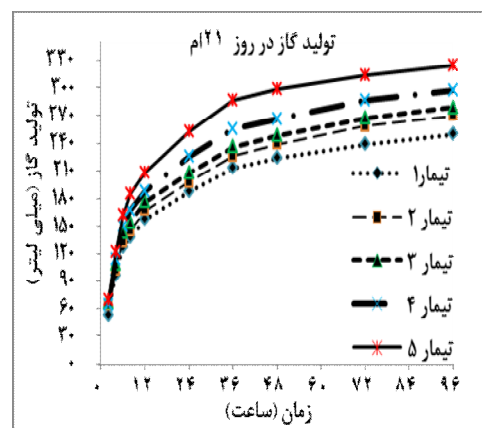 تولید گاز در روز ۲۱ام
تولید گاز (میلی لیتر)
۳۳۰
۳۰۰
۲۷۰
۲۴۰
۲۱۰
۱۸۰
۱۵۰
۱۲۰
۹۰
۶۰
۳۰
۰
تیمار۱
تیمار ۲
تیمار ۳
تیمار ۴
تیمار ۵
۰ ۱۲ ۲۴ ۳۶ ۴۸ ۶۰ ۷۲ ۸۴ ۹۶
زمان (ساعت)